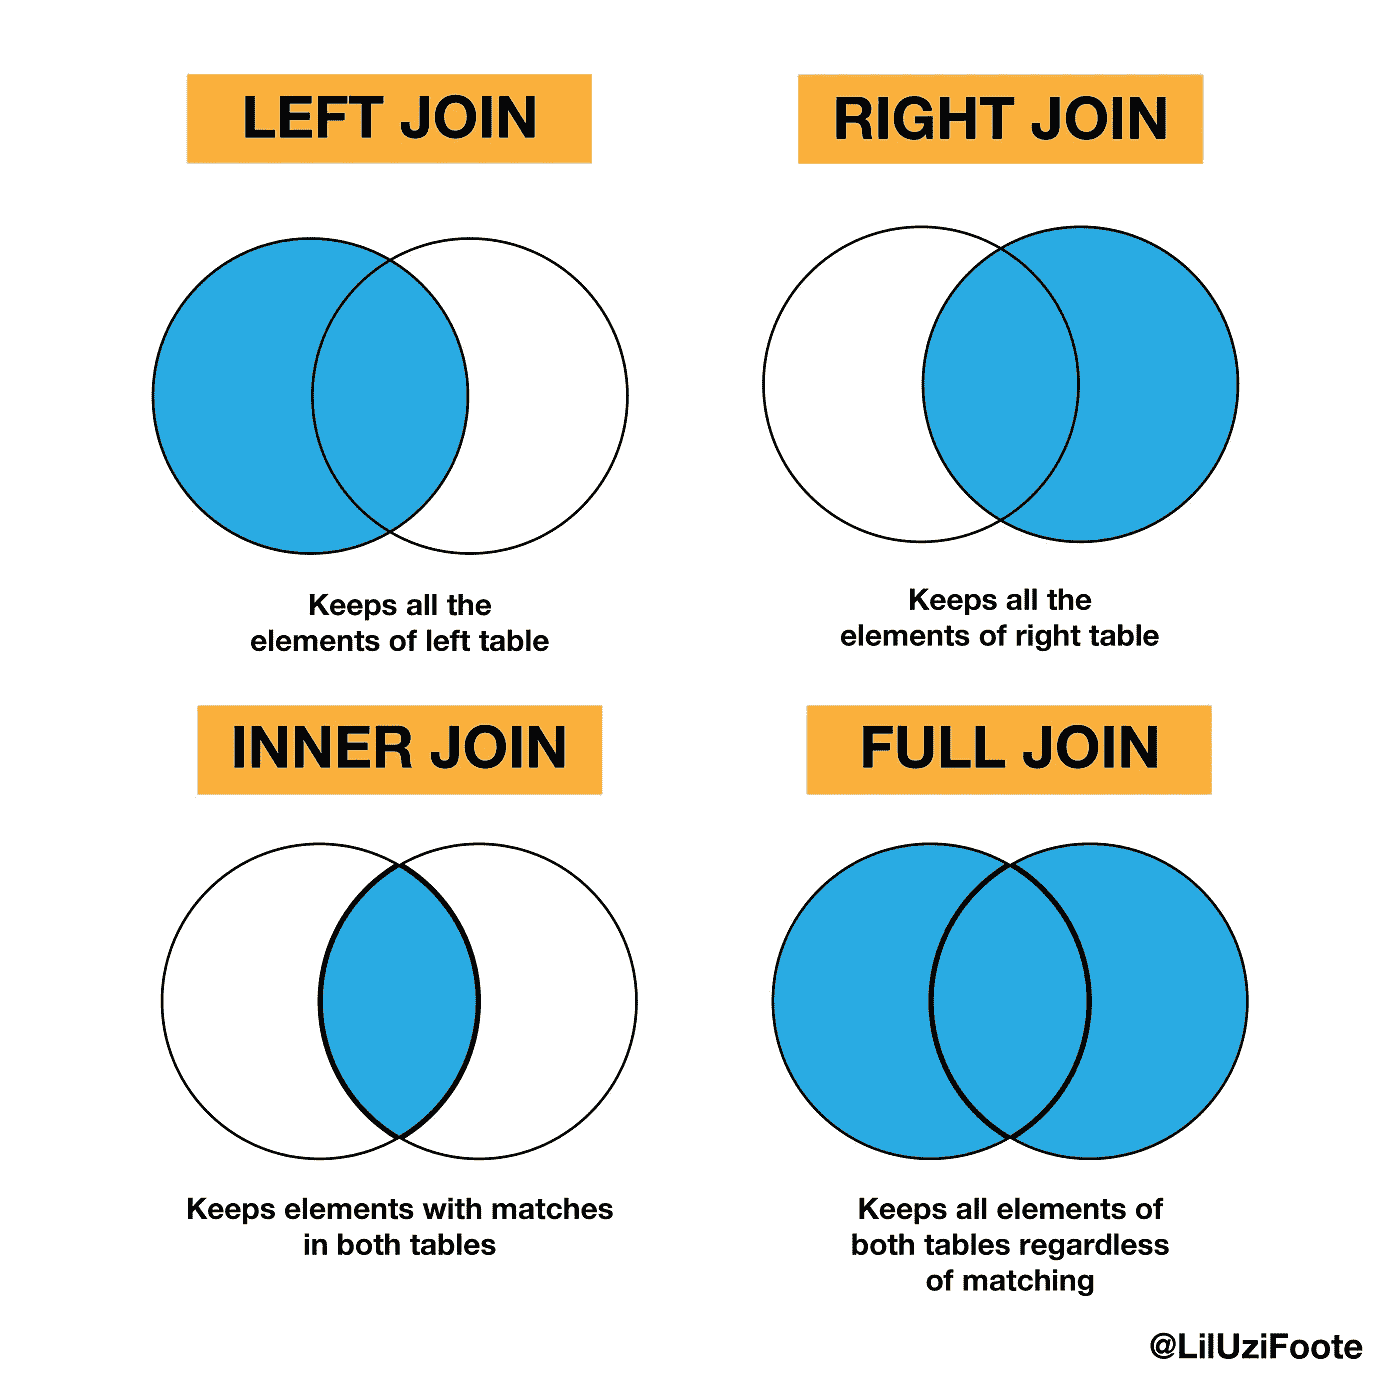 LEFT JOIN
RIGHT JOIN
Keeps all the
elements of left table
Keeps all the
elements of right table
INNER JOIN
FULL JOIN
Keeps elements with matches
in both tables
Keeps all elements of
both tables regardless
of matching
@LilUziFoote